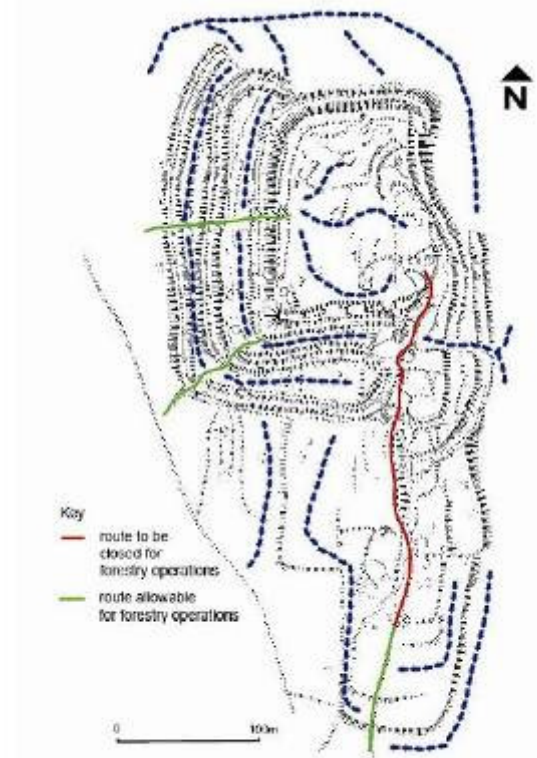 N
Key
route to be
closed for
forestry operations
route allowable
for forestry operations
0 100m